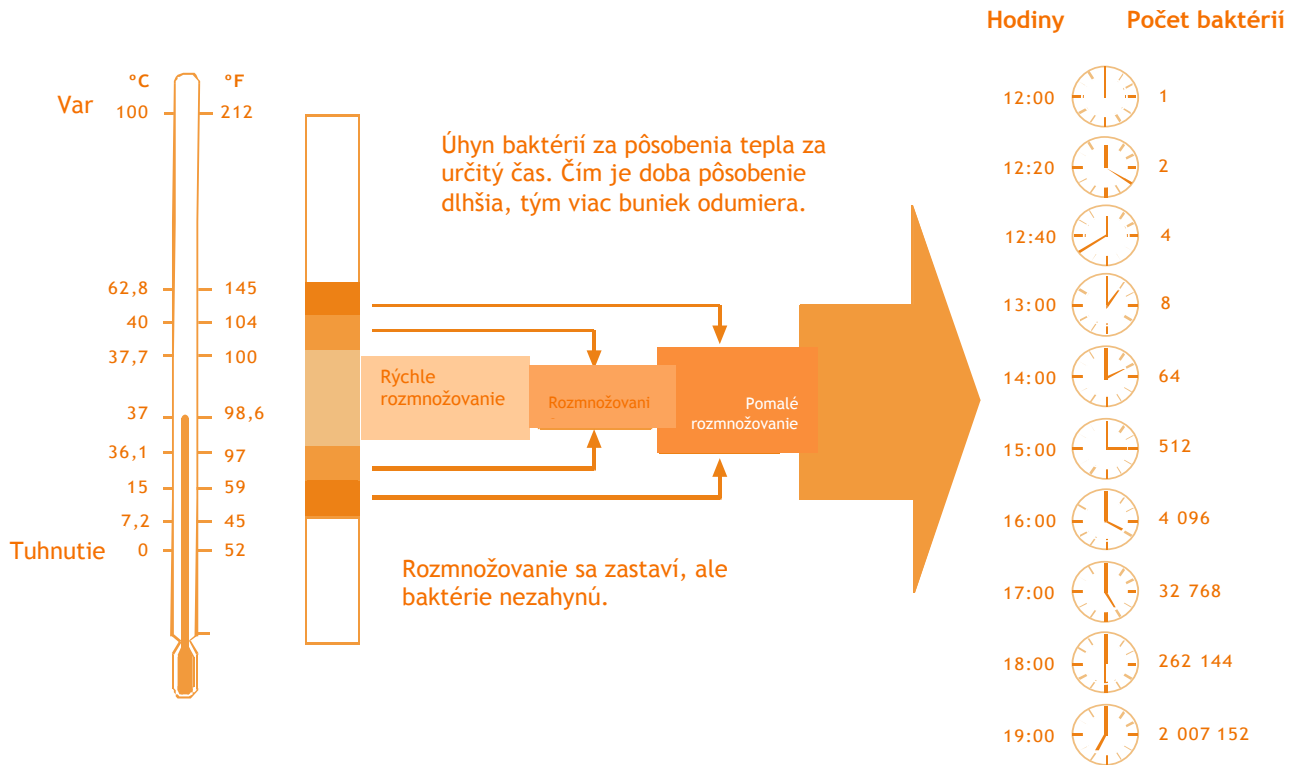 Hodiny Počet baktérií
°C °F
Var 100 212
Úhyn baktérií za pôsobenia tepla za
určitý čas. Čím je doba pôsobenie
dlhšia, tým viac buniek odumiera.
62,8 145
40 104
37,7 100
37 98,6
36,1 97
15 59
7,2 45
Tuhnutie 0 52
Rýchle
rozmnožovanie
Rozmnožovani
Pomalé
rozmnožovanie
Rozmnožovanie sa zastaví, ale
baktérie nezahynú.
12:00 1
12:20 2
12:40 4
13:00 8
14:00 64
15:00 512
16:00 4 096
17:00 32 768
18:00 262 144
19:00 2 007 152